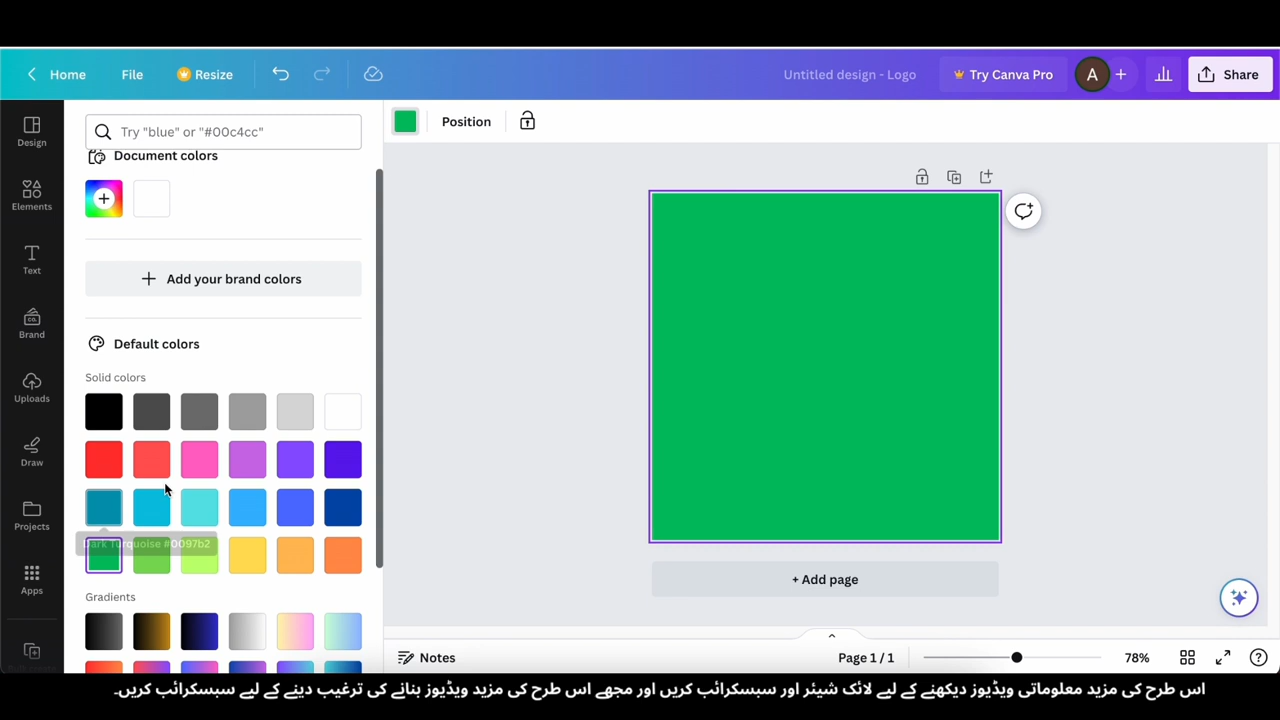 Home File Resize Untitled design - Logo Try Canva Pro A Share
Try "blue" or "#00c4cc" Position
Design
Document colors
Elements
Add your brand colors
Text
Default colors
Brand
Solid colors
Uploads
Draw
Projects
Dark Turquoise #0097b2
Apps
+ Add page
Gradients
Notes Page 1 / 1 78%
اس طرح کی مزید معلوماتی ویڈیوز دیکھنے کے لیے لائک شیئر اور سبسکرائب کریں اور مجھے اس طرح کی مزید ویڈیوز بنانے کی ترغیب دینے کے لیے سبسکرائب کریں۔